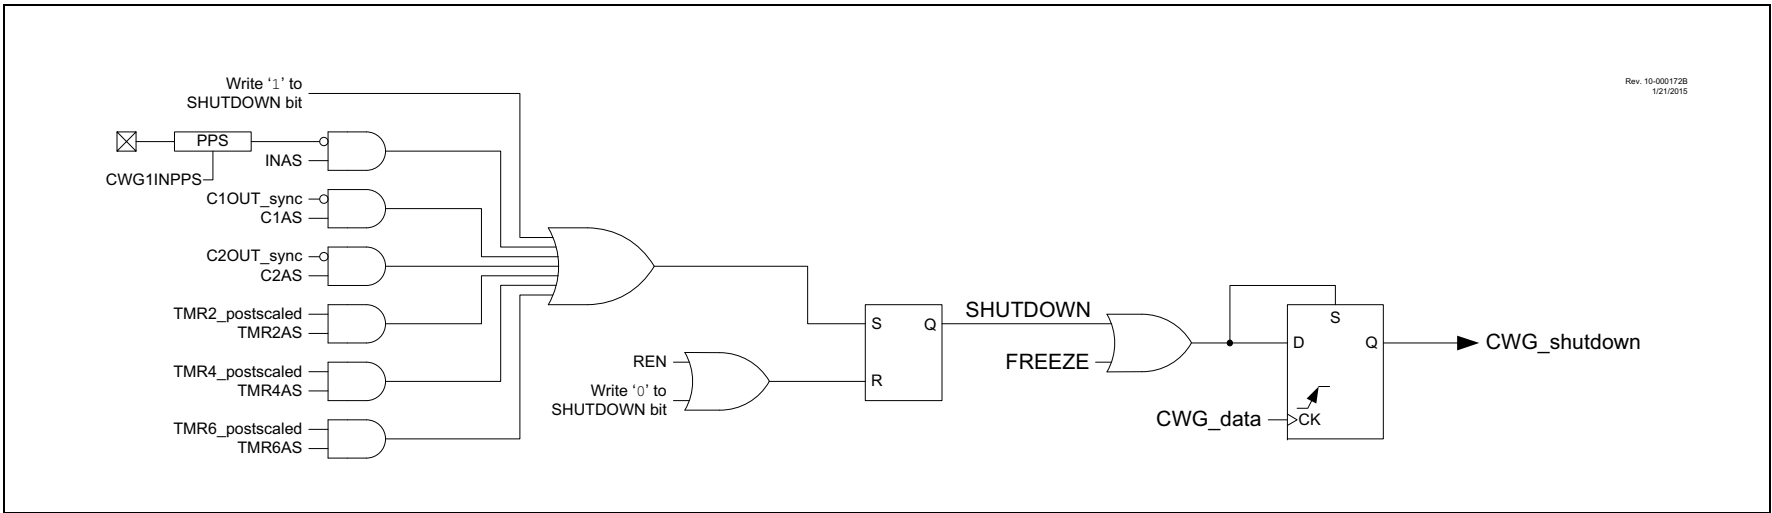 Rev. 10-000172B
1/21/2015
Write ‘1’ to
SHUTDOWN bit
PPS
INAS
CWG1INPPS
C1OUT_sync
C1AS
C2OUT_sync
C2AS
TMR2_postscaled
TMR2AS
TMR4_postscaled
TMR4AS
TMR6_postscaled
TMR6AS
REN
Write ‘0’ to
SHUTDOWN bit
S
Q
R
SHUTDOWN
FREEZE
S
D
Q
CWG_data
CK
CWG_shutdown